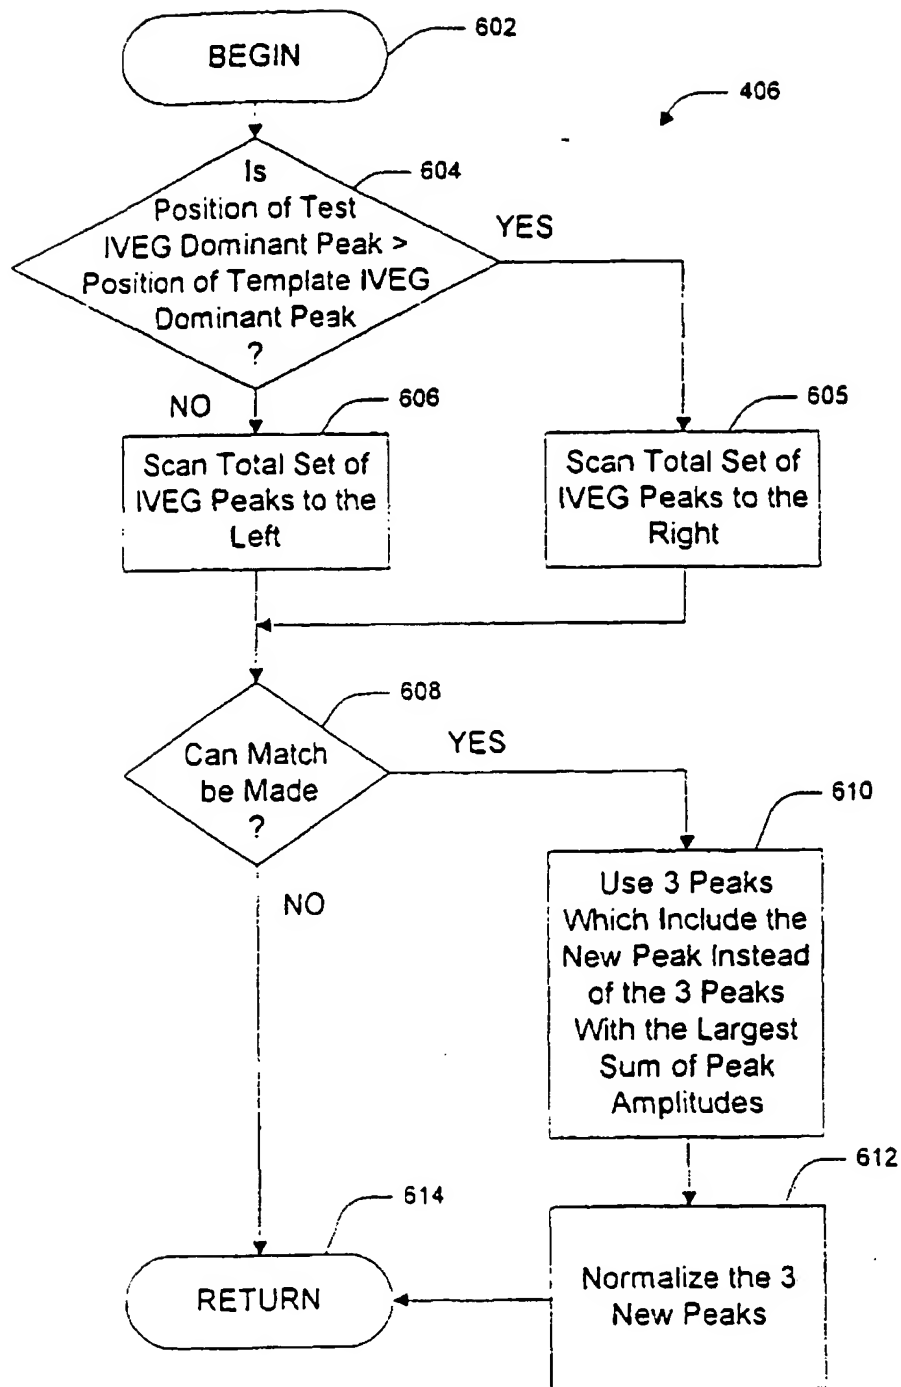 BEGIN
602
406
604
Is
Position of Test
IVEG Dominant Peak >
Position of Template IVEG
Dominant Peak
?
YES
NO
606
605
Scan Total Set of
IVEG Peaks to the
Left
Scan Total Set of
IVEG Peaks to the
Right
608
Can Match
be Made
?
YES
NO
610
Use 3 Peaks
Which Include the
New Peak Instead
of the 3 Peaks
With the Largest
Sum of Peak
Amplitudes
612
614
RETURN
Normalize the 3
New Peaks